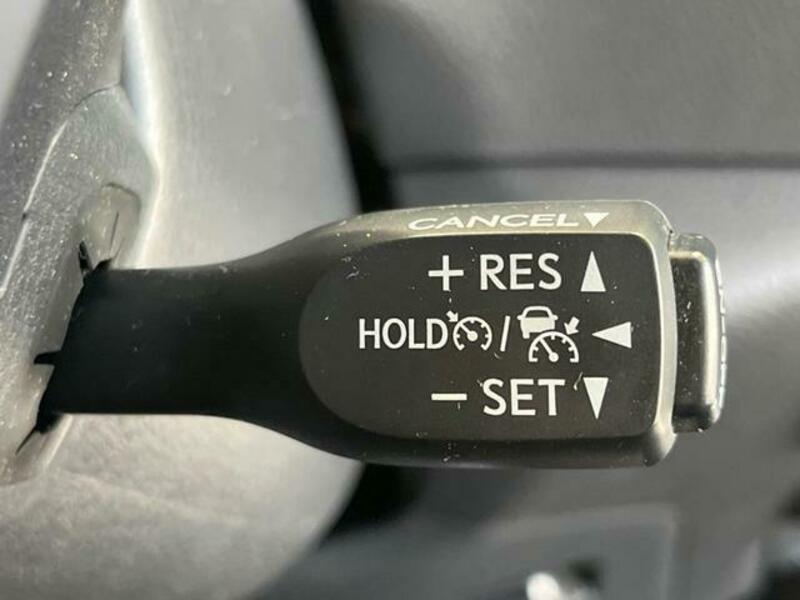 CANCEL▼
+ RES ▲
HOLD / ◀
− SET ▼